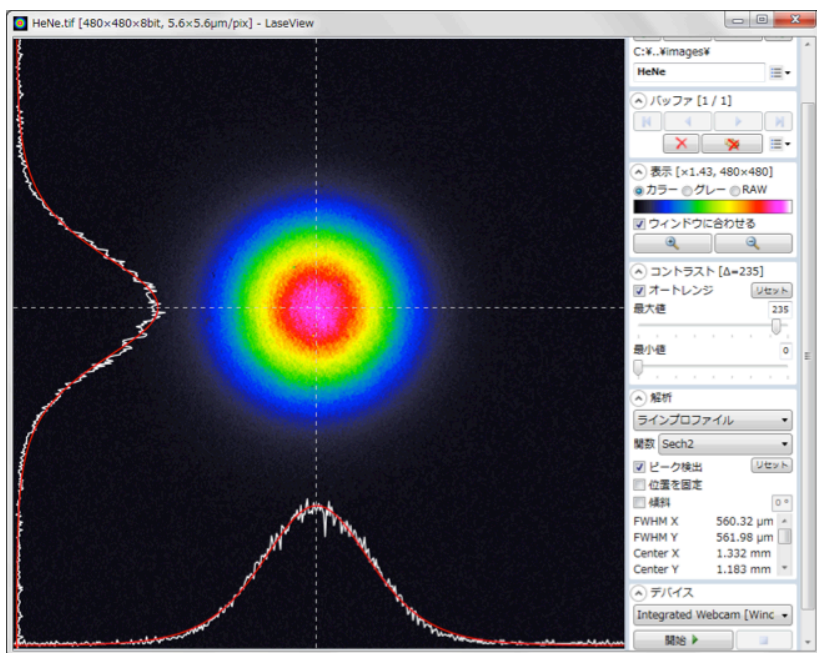 HeNe.tif [480×480×8bit, 5.6×5.6μm/pix] - LaseView
C:¥..¥images¥
HeNe
バッファ [1 / 1]
表示 [×1.43, 480×480]
カラー グレー RAW
ウィンドウに合わせる
コントラスト [Δ=235]
オートレンジ リセット
最大値 235
最小値 0
解析
ラインプロファイル
関数 Sech2
ピーク検出 リセット
位置を固定
傾斜 0 °
FWHM X 560.32 μm
FWHM Y 561.98 μm
Center X 1.332 mm
Center Y 1.183 mm
デバイス
Integrated Webcam [Winc
開始